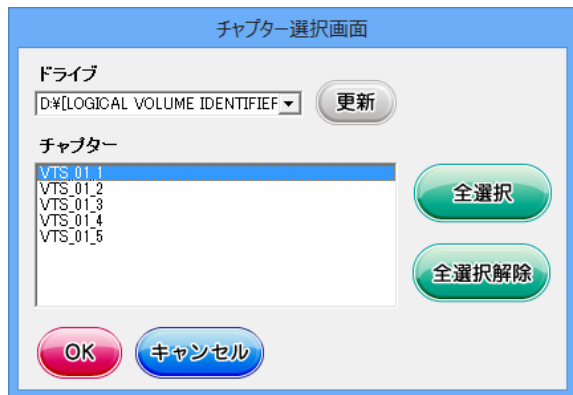 チャプター選択画面
ドライブ
D:¥[LOGICAL VOLUME IDENTIFIEF
更新
チャプター
VTS_01_1
VTS_01_2
VTS_01_3
VTS_01_4
VTS_01_5
全選択
全選択解除
OK
キャンセル